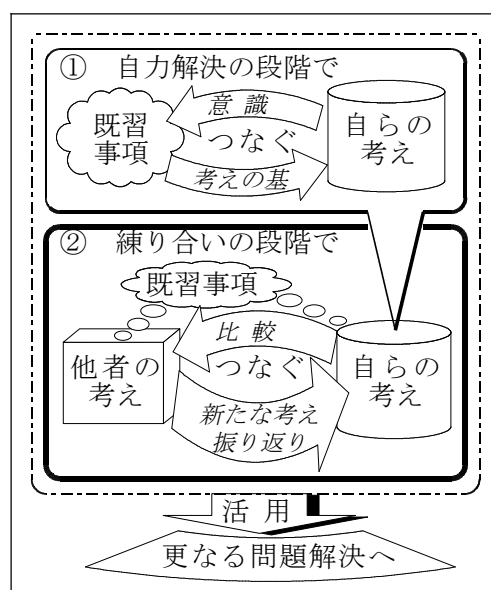 ① 自力解決の段階で
意識
既習
事項
つなぐ
自らの
考え
考えの基
② 練り合いの段階で
既習事項
比較
他者の
考え
つなぐ
自らの
考え
新たな考え
振り返り
活用
更なる問題解決へ